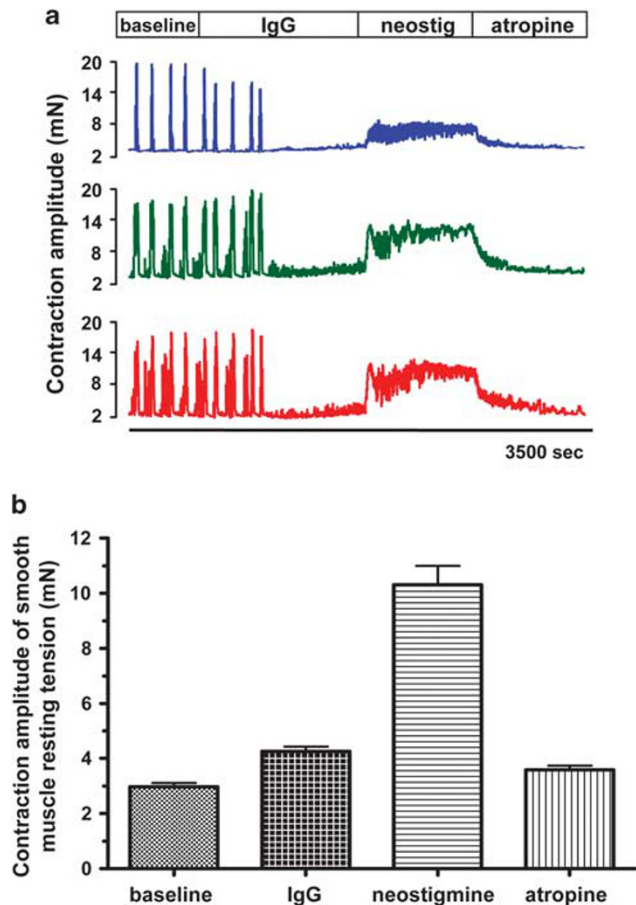 a
baseline IgG neostig atropine
Contraction amplitude (mN)
20
14
8
2
20
14
8
2
20
14
8
2
3500 sec
b
Contraction amplitude of smooth
muscle resting tension (mN)
12
10
8
6
4
2
0
baseline IgG neostigmine atropine